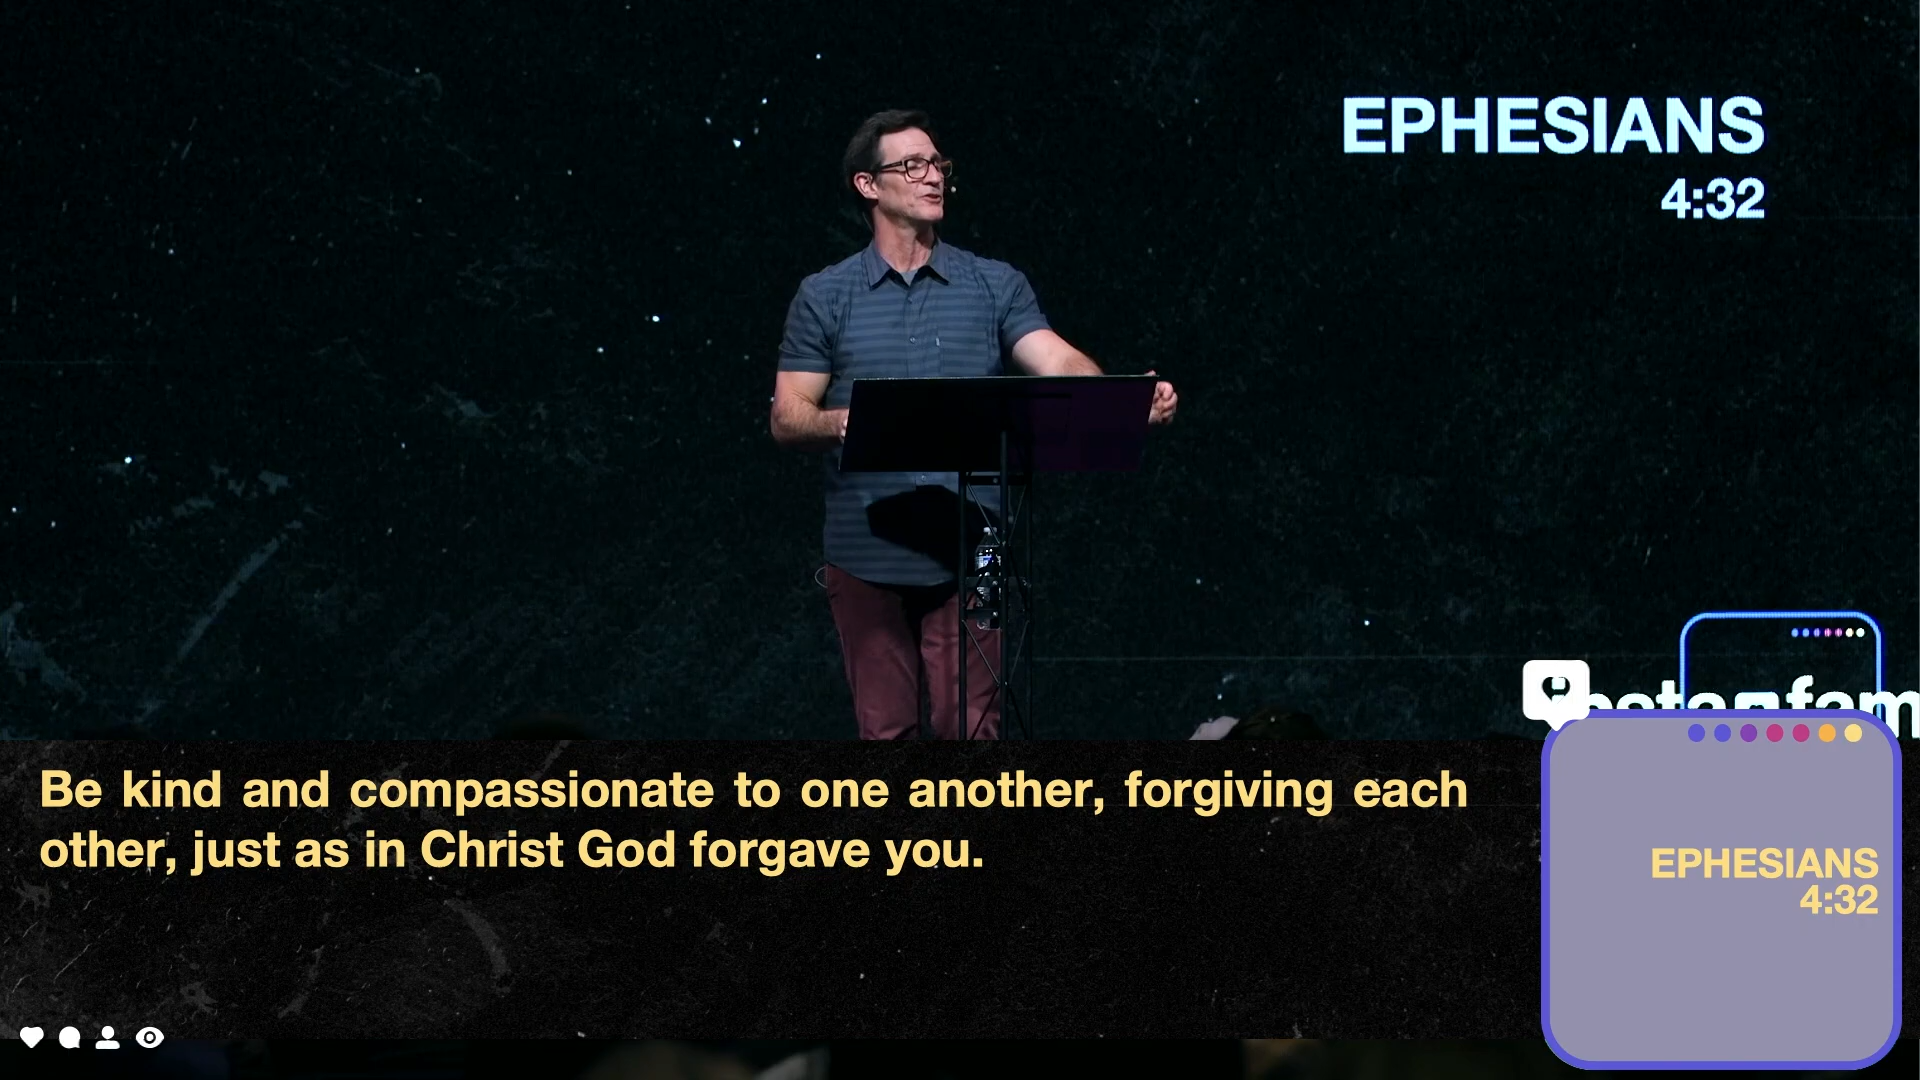 EPHESIANS
4:32
Be kind and compassionate to one another, forgiving each
other, just as in Christ God forgave you.
EPHESIANS
4:32